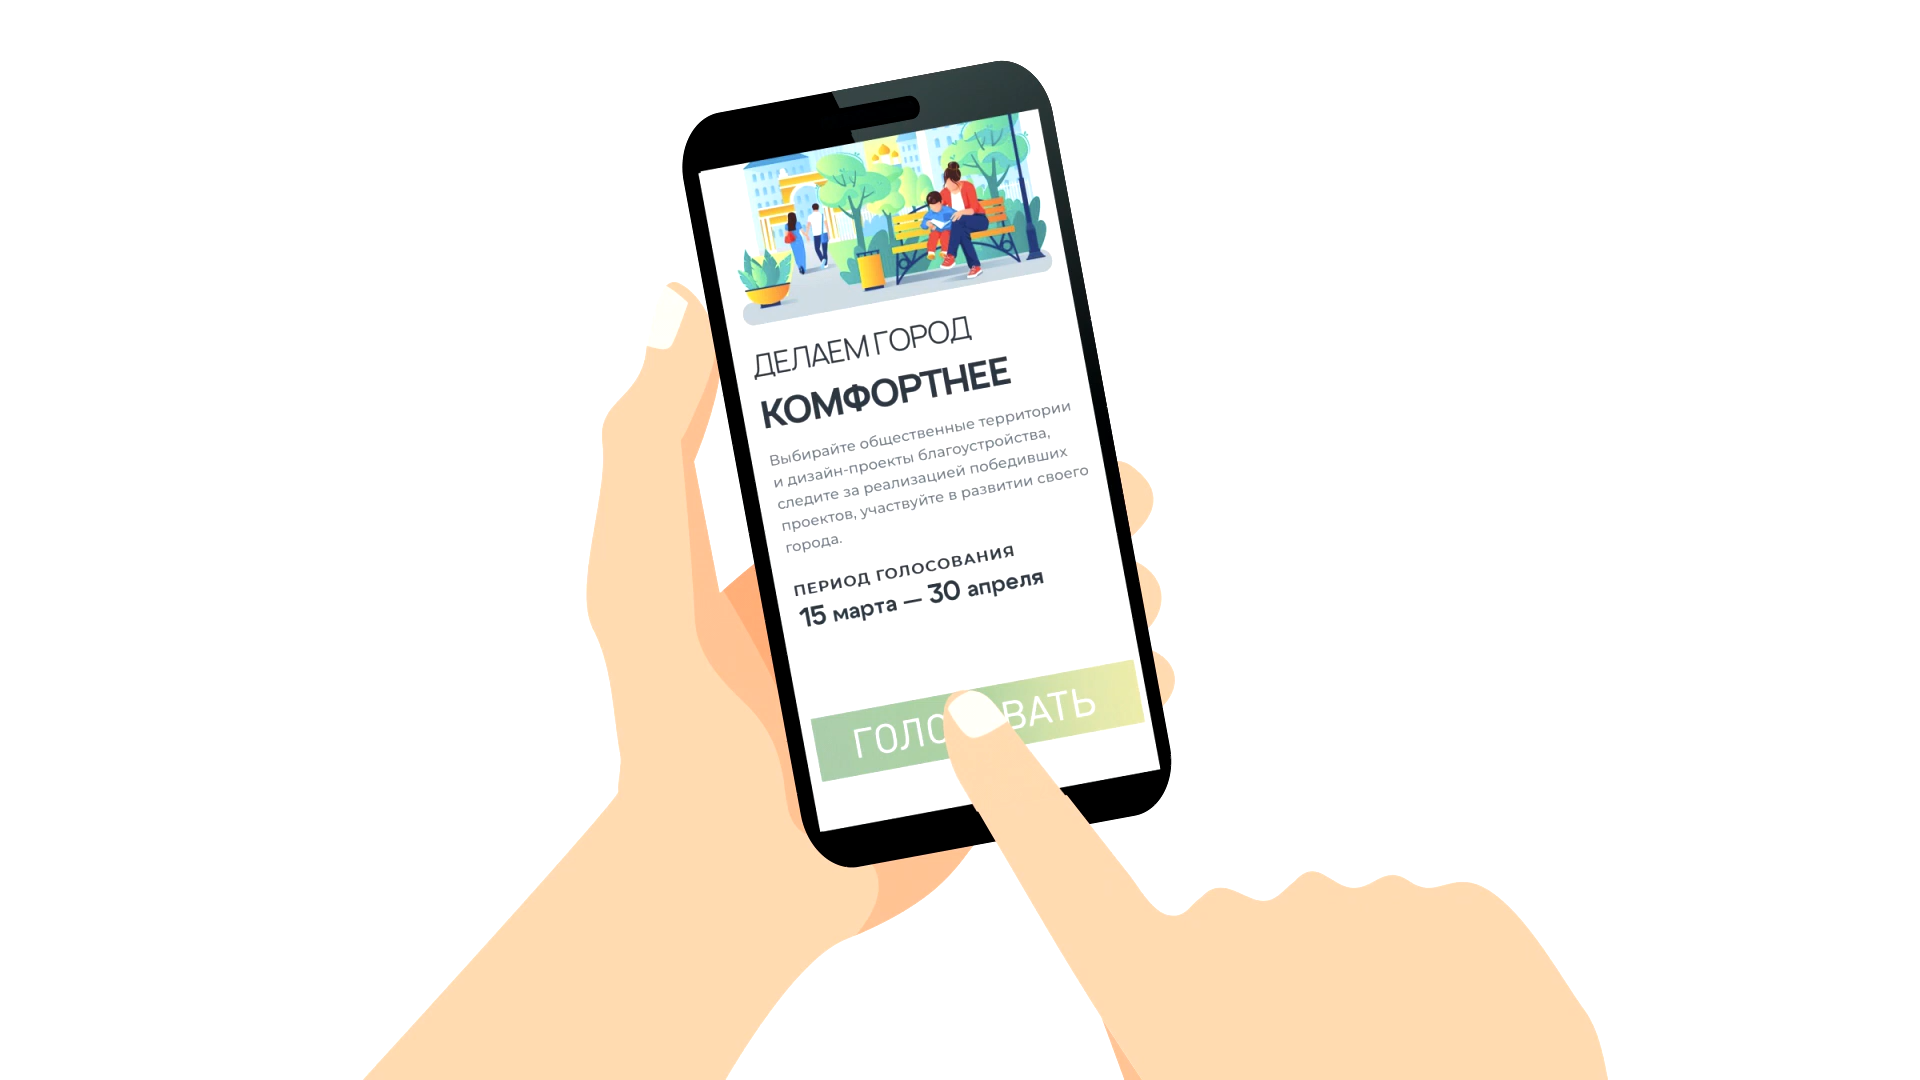 ДЕЛАЕМ ГОРОД
КОМФОРТНЕЕ
Выбирайте общественные территории
и дизайн-проекты благоустройства,
следите за реализацией победивших
проектов, участвуйте в развитии своего
города.
ПЕРИОД ГОЛОСОВАНИЯ
15 марта — 30 апреля